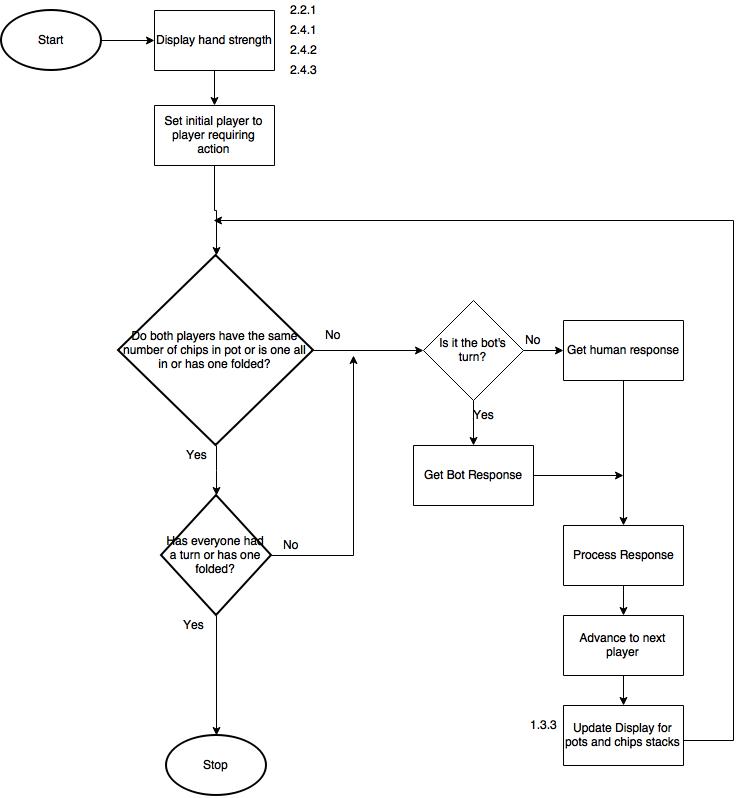 2.2.1
Start
Display hand strength
2.4.1
2.4.2
2.4.3
Set initial player to
player requiring
action
Do both players have the same
number of chips in pot or is one all
in or has one folded?
No
Is it the bot's
turn?
No
Get human response
Yes
Yes
Get Bot Response
Has everyone had
a turn or has one
folded?
No
Process Response
Yes
Advance to next
player
1.3.3
Update Display for
pots and chips stacks
Stop